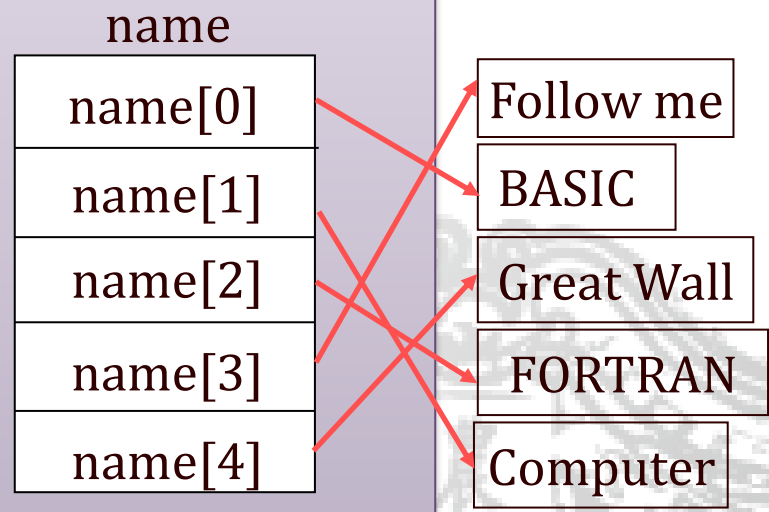 name
name[0]
name[1]
name[2]
name[3]
name[4]
Follow me
BASIC
Great Wall
FORTRAN
Computer